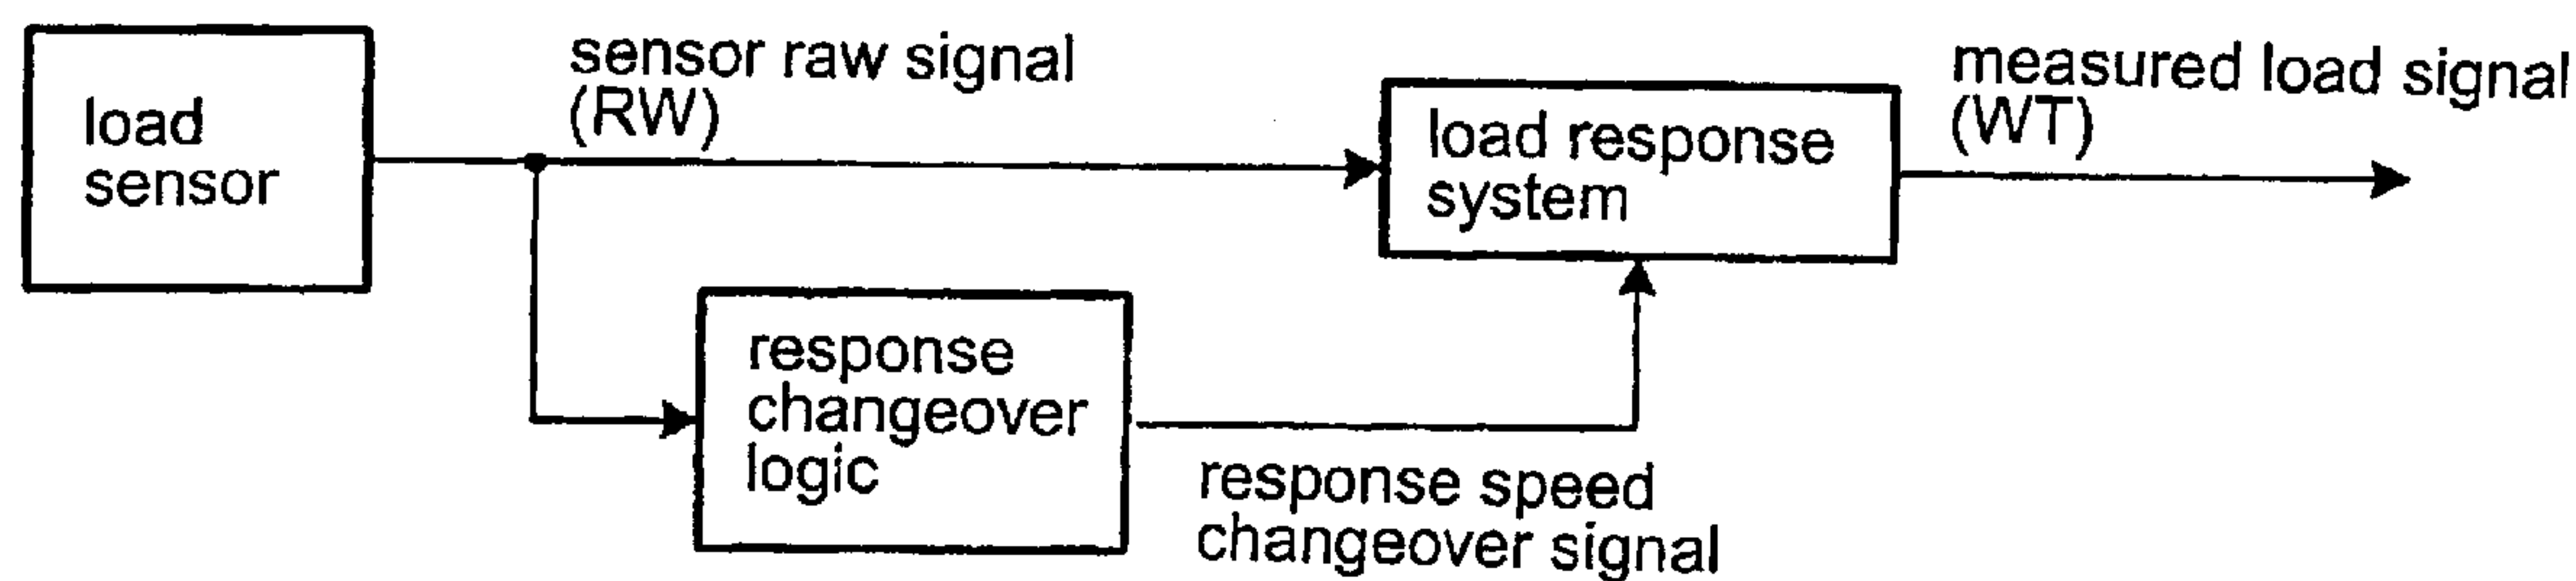 load
sensor
sensor raw signal
(RW)
load response
system
measured load signal
(WT)
response
changeover
logic
response speed
changeover signal